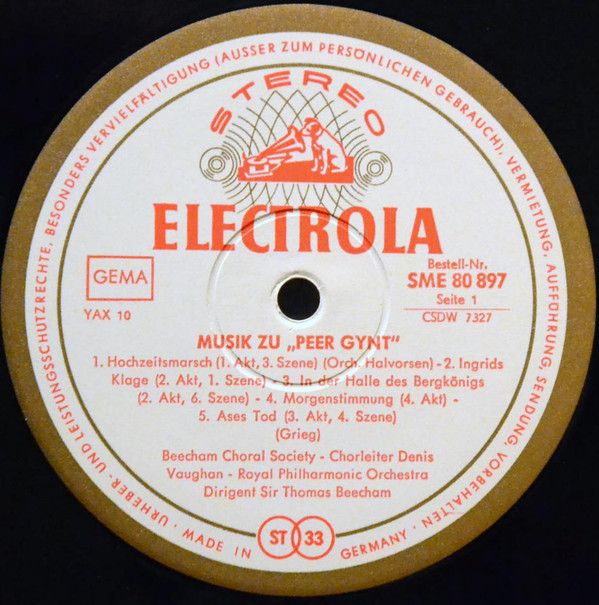 URHEBER- UND LEISTUNGSSCHUTZRECHTE, BESONDERS VERVIELFÄLTIGUNG (AUSSER ZUM PERSÖNLICHEN GEBRAUCH), VERMIETUNG, AUFFÜHRUNG, SENDUNG, VORBEHALTEN · MADE IN GERMANY ·
STEREO
ELECTROLA
GEMA
Bestell-Nr.
SME 80 897
Seite 1
YAX 10
CSDW 7327
MUSIK ZU „PEER GYNT"
1. Hochzeitsmarsch (1. Akt, 3. Szene) (Orch. Halvorsen) - 2. Ingrids
Klage (2. Akt, 1. Szene) - 3. In der Halle des Bergkönigs
(2. Akt, 6. Szene) - 4. Morgenstimmung (4. Akt) -
5. Ases Tod (3. Akt, 4. Szene)
(Grieg)
Beecham Choral Society - Chorleiter Denis
Vaughan - Royal Philharmonic Orchestra
Dirigent Sir Thomas Beecham
ST 33